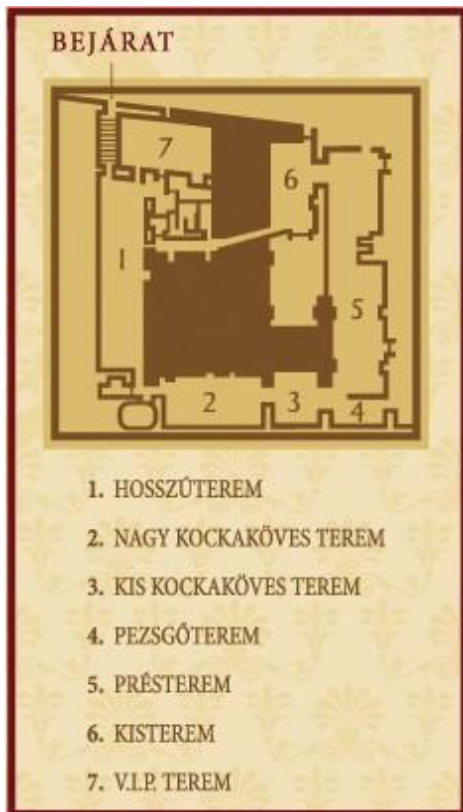 BEJÁRAT
7
6
1
5
2
3
4
1. HOSSZÚTEREM
2. NAGY KOCKAKÖVES TEREM
3. KIS KOCKAKÖVES TEREM
4. PEZSGŐTEREM
5. PRÉSTEREM
6. KISTEREM
7. V.I.P. TEREM